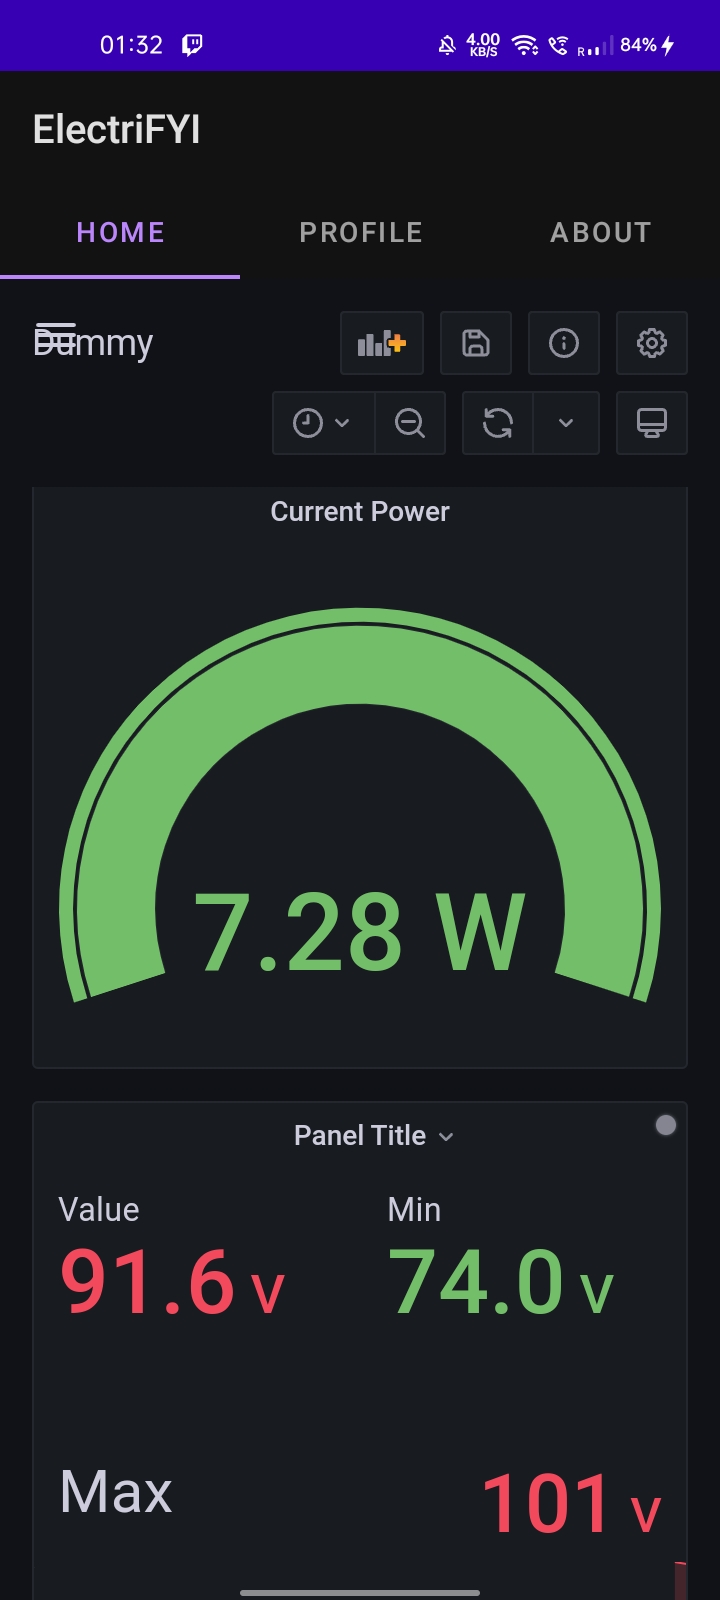 01:32
4.00
KB/S
R
84%
ElectriFYI
HOME PROFILE ABOUT
Dummy
Current Power
7.28 W
Panel Title
Value Min
91.6 V 74.0 V
Max 101 V